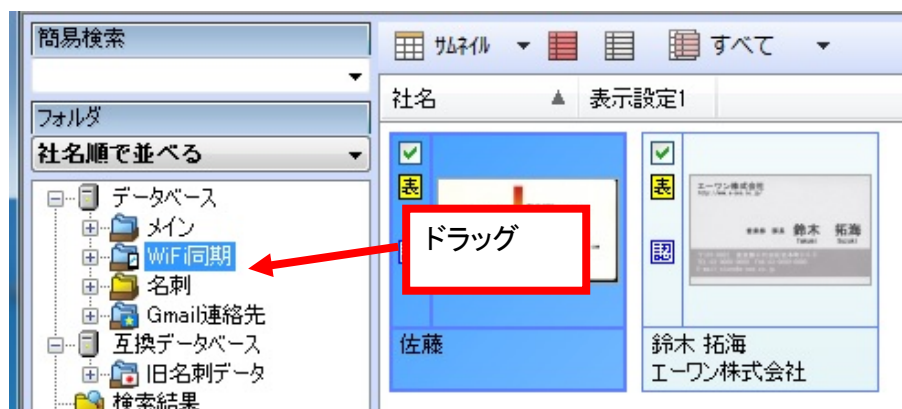 簡易検索
サムネイル
すべて
社名
表示設定1
フォルダ
社名順で並べる
データベース
メイン
WiFi同期
名刺
Gmail連絡先
互換データベース
旧名刺データ
検索結果
表
ドラッグ
佐藤
表
認
エーワン株式会社
鈴木 拓海
鈴木 拓海
エーワン株式会社